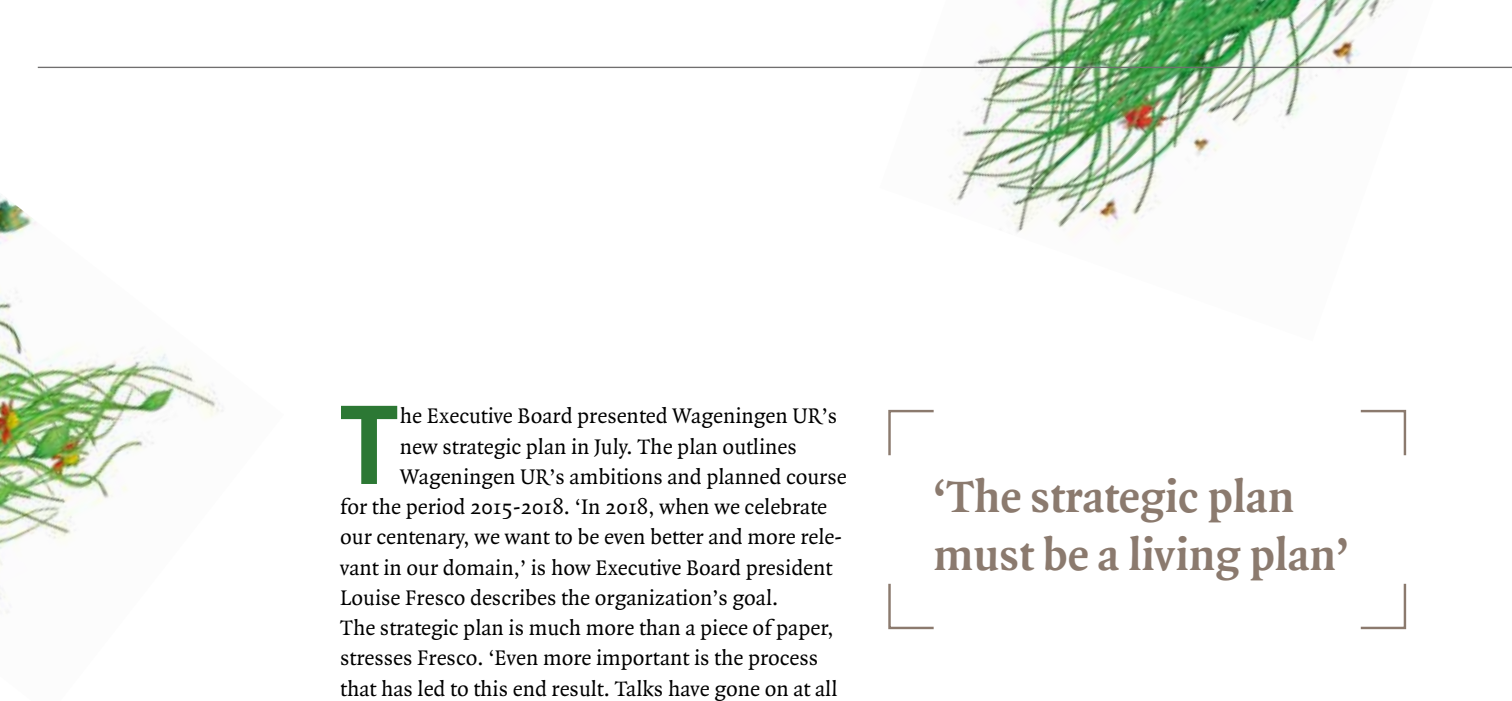 The Executive Board presented Wageningen UR’s
new strategic plan in July. The plan outlines
Wageningen UR’s ambitions and planned course
for the period 2015-2018. ‘In 2018, when we celebrate
our centenary, we want to be even better and more rele-
vant in our domain,’ is how Executive Board president
Louise Fresco describes the organization’s goal.
The strategic plan is much more than a piece of paper,
stresses Fresco. ‘Even more important is the process
that has led to this end result. Talks have gone on at all
‘The strategic plan
must be a living plan’